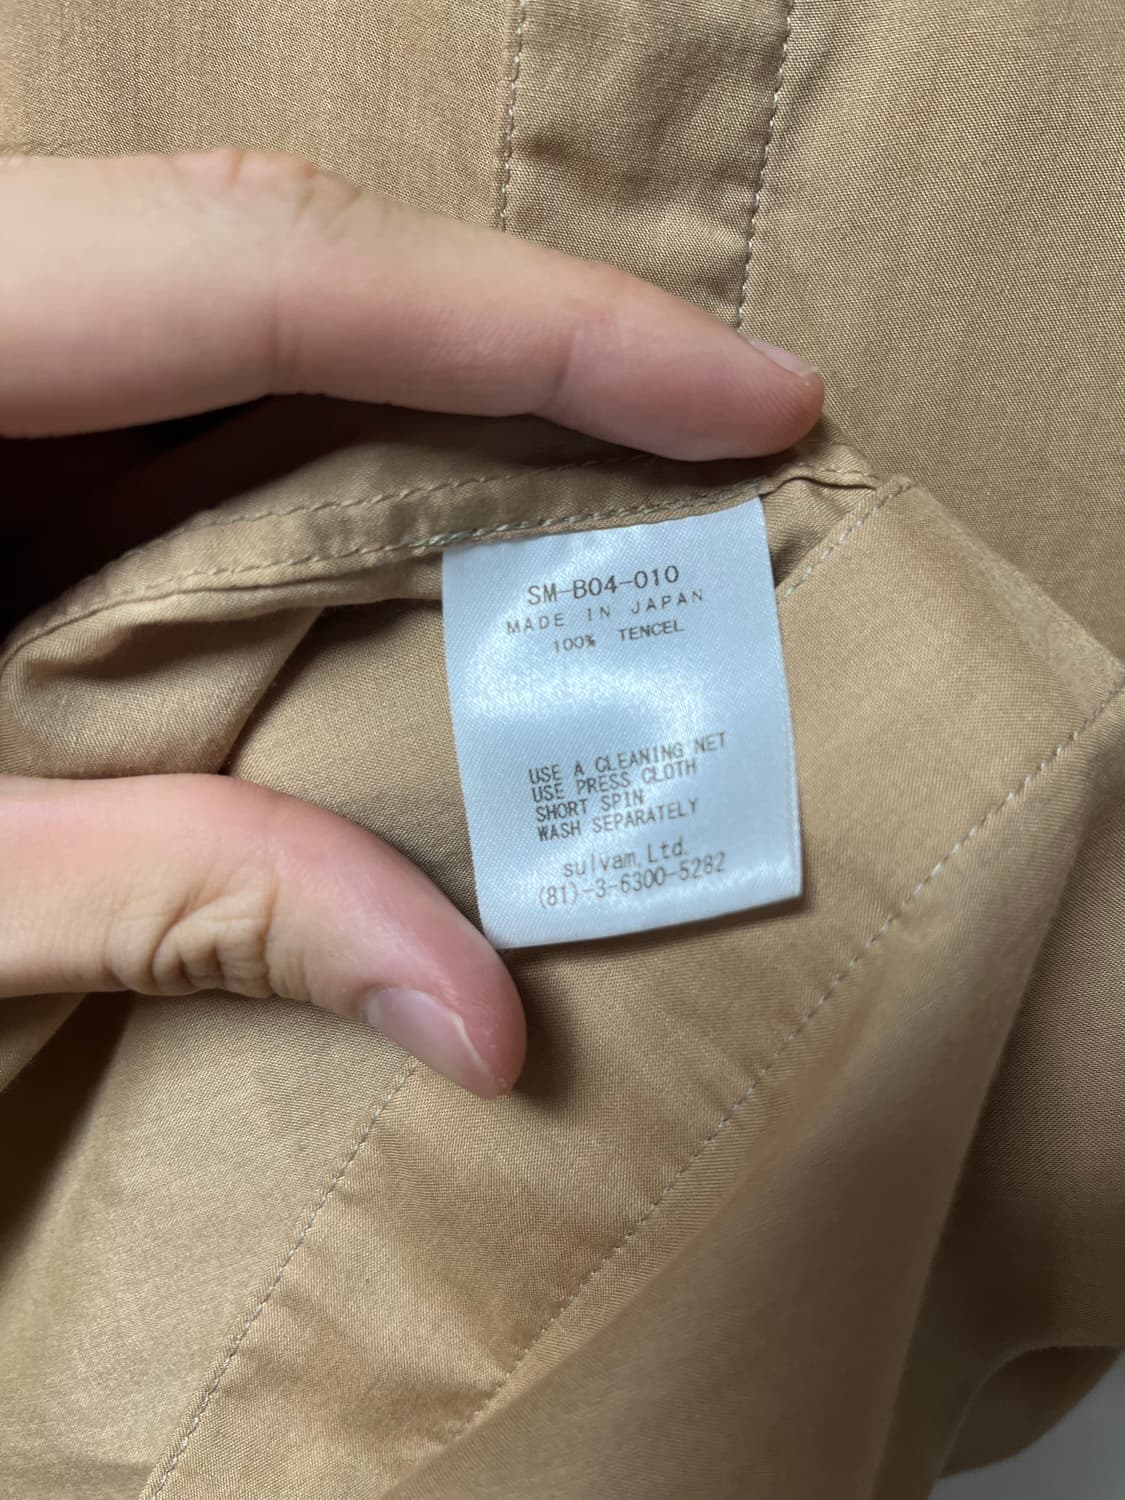 SM-B04-010
MADE IN JAPAN
100% TENCEL
USE A CLEANING NET
USE PRESS CLOTH
SHORT SPIN
WASH SEPARATELY
sulvam,Ltd.
(81)-3-6300-5282